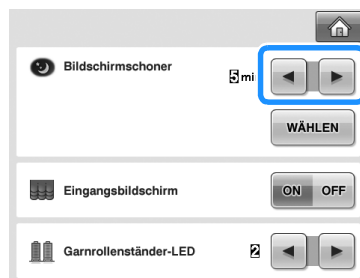 Bildschirmschoner
5 mi
WÄHLEN
Eingangsbildschirm
ON OFF
Garnrollenständer-LED
2